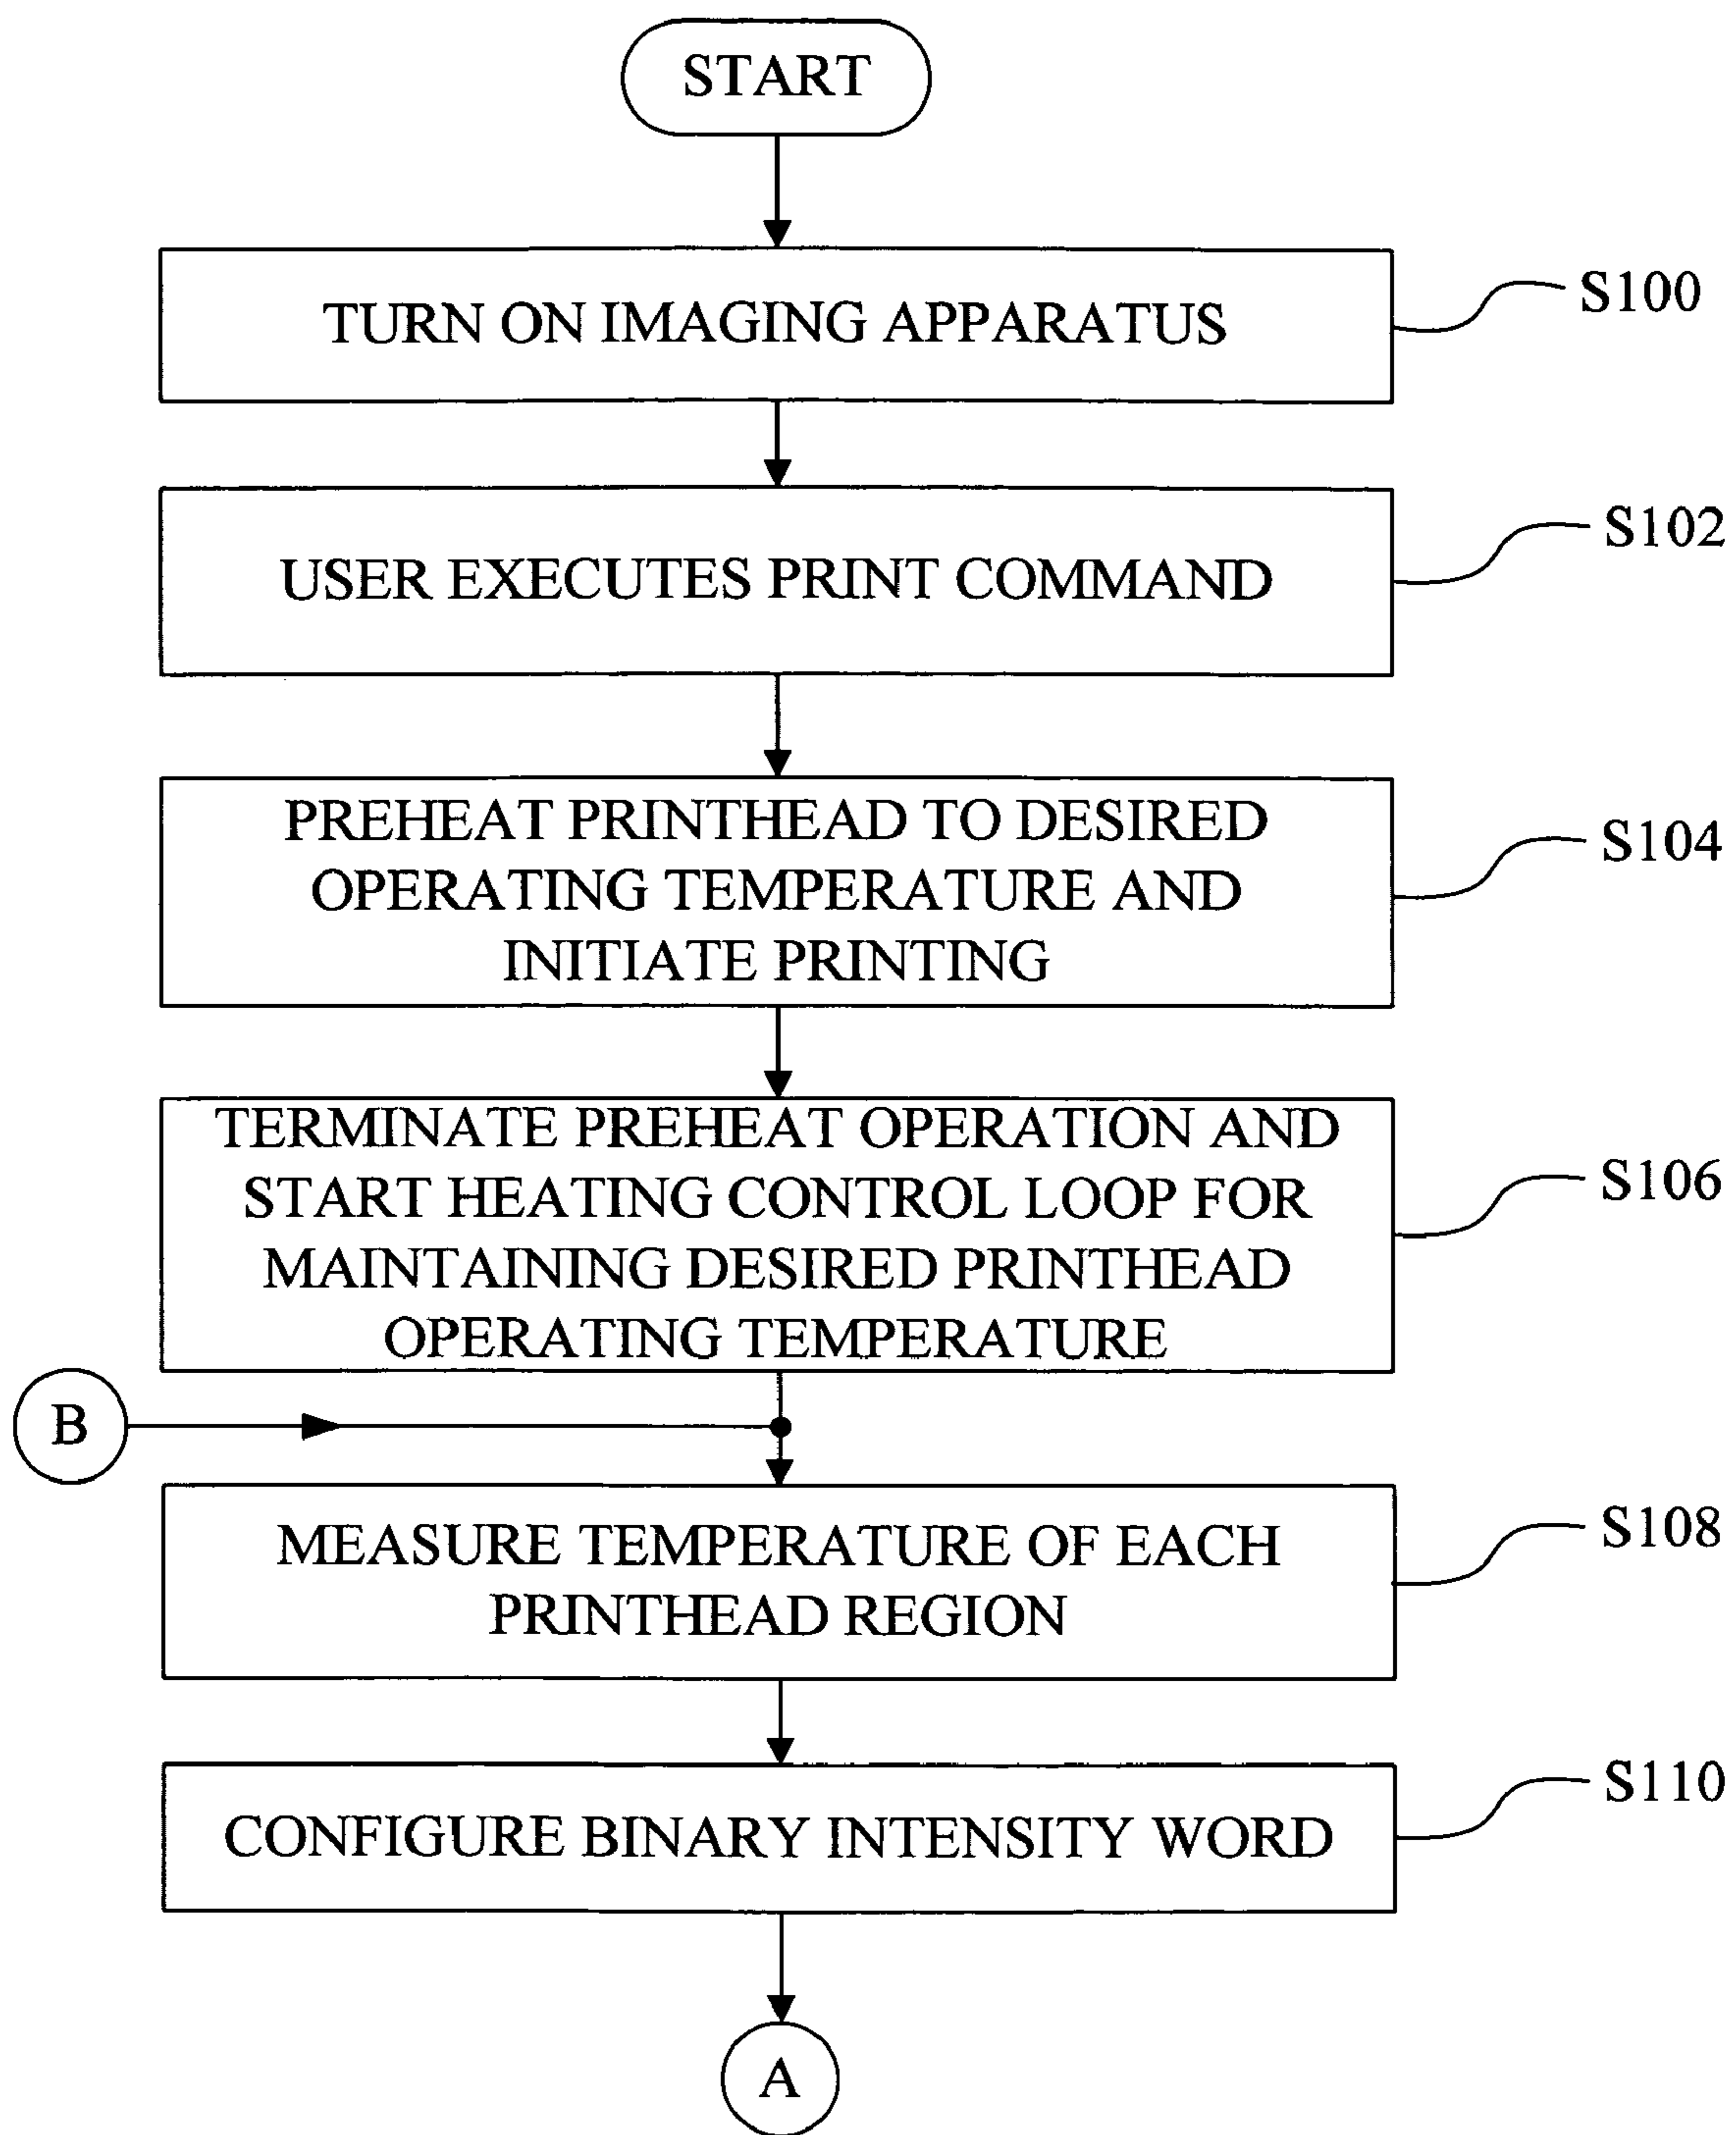 START
TURN ON IMAGING APPARATUS
S100
USER EXECUTES PRINT COMMAND
S102
PREHEAT PRINTHEAD TO DESIRED
OPERATING TEMPERATURE AND
INITIATE PRINTING
S104
TERMINATE PREHEAT OPERATION AND
START HEATING CONTROL LOOP FOR
MAINTAINING DESIRED PRINTHEAD
OPERATING TEMPERATURE
S106
B
MEASURE TEMPERATURE OF EACH
PRINTHEAD REGION
S108
CONFIGURE BINARY INTENSITY WORD
S110
A